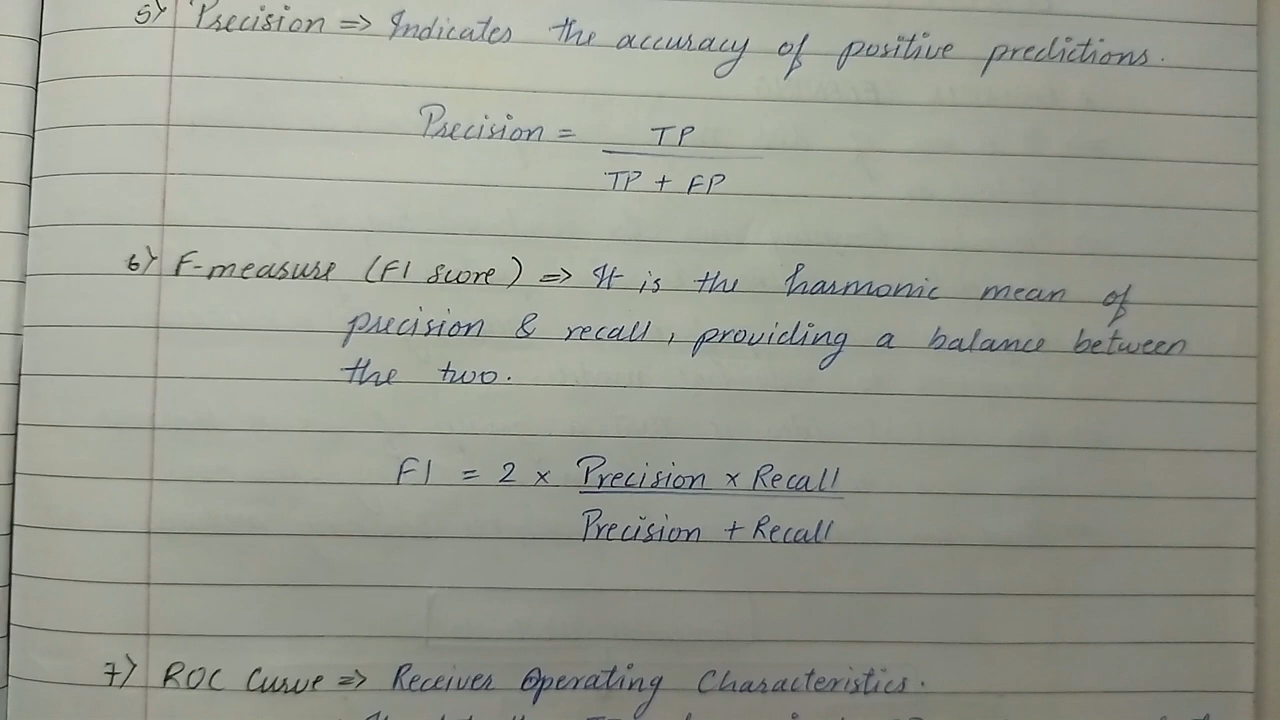 5) Precision => Indicates the accuracy of positive predictions.
Precision = TP
TP + FP
6) F-measure (F1 score) => It is the harmonic mean of
precision & recall, providing a balance between
the two.
F1 = 2 × Precision × Recall
Precision + Recall
7) ROC Curve => Receiver Operating Characteristics.